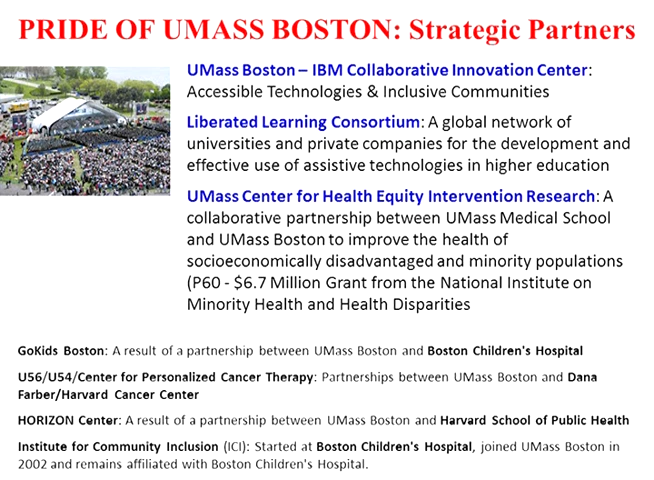 PRIDE OF UMASS BOSTON: Strategic Partners
UMass Boston – IBM Collaborative Innovation Center:
Accessible Technologies & Inclusive Communities
Liberated Learning Consortium: A global network of
universities and private companies for the development and
effective use of assistive technologies in higher education
UMass Center for Health Equity Intervention Research: A
collaborative partnership between UMass Medical School
and UMass Boston to improve the health of
socioeconomically disadvantaged and minority populations
(P60 - $6.7 Million Grant from the National Institute on
Minority Health and Health Disparities
GoKids Boston: A result of a partnership between UMass Boston and Boston Children's Hospital
U56/U54/Center for Personalized Cancer Therapy: Partnerships between UMass Boston and Dana
Farber/Harvard Cancer Center
HORIZON Center: A result of a partnership between UMass Boston and Harvard School of Public Health
Institute for Community Inclusion (ICI): Started at Boston Children's Hospital, joined UMass Boston in
2002 and remains affiliated with Boston Children's Hospital.